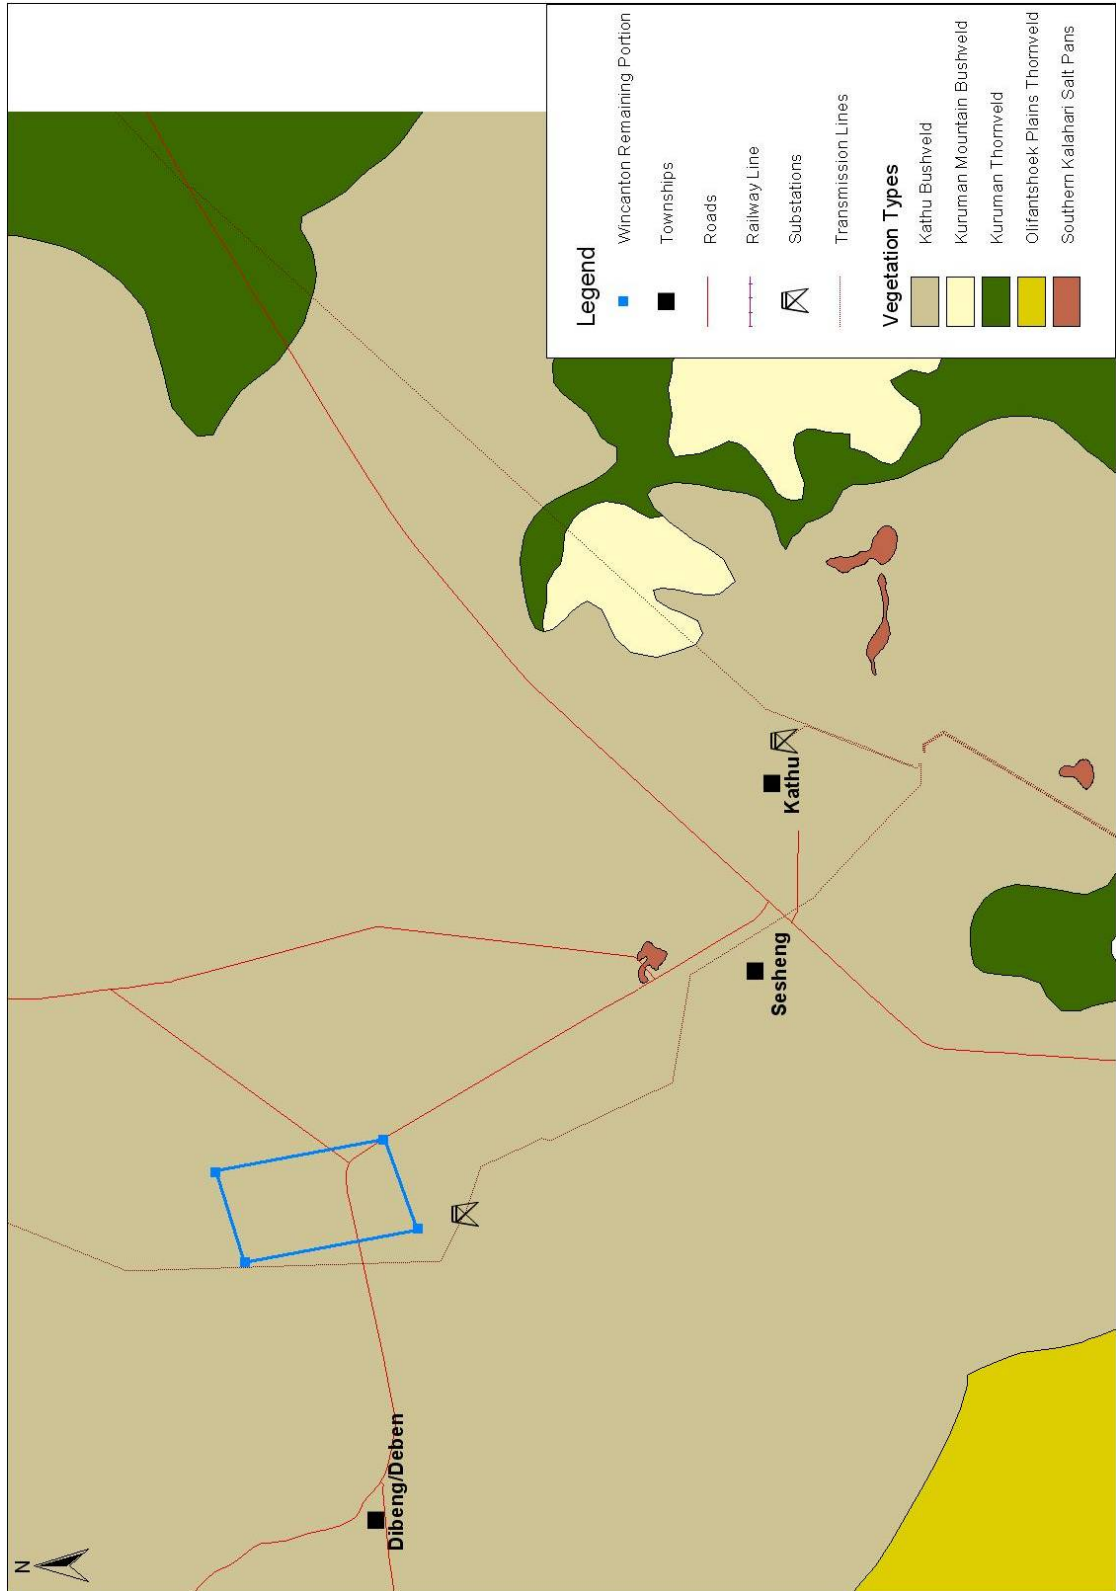 N
Dibeng/Deben
Sesheng
Kathu
Legend
Wincanton Remaining Portion
Townships
Roads
Railway Line
Substations
Transmission Lines
Vegetation Types
Kathu Bushveld
Kuruman Mountain Bushveld
Kuruman Thornveld
Olifantshoek Plains Thornveld
Southern Kalahari Salt Pans